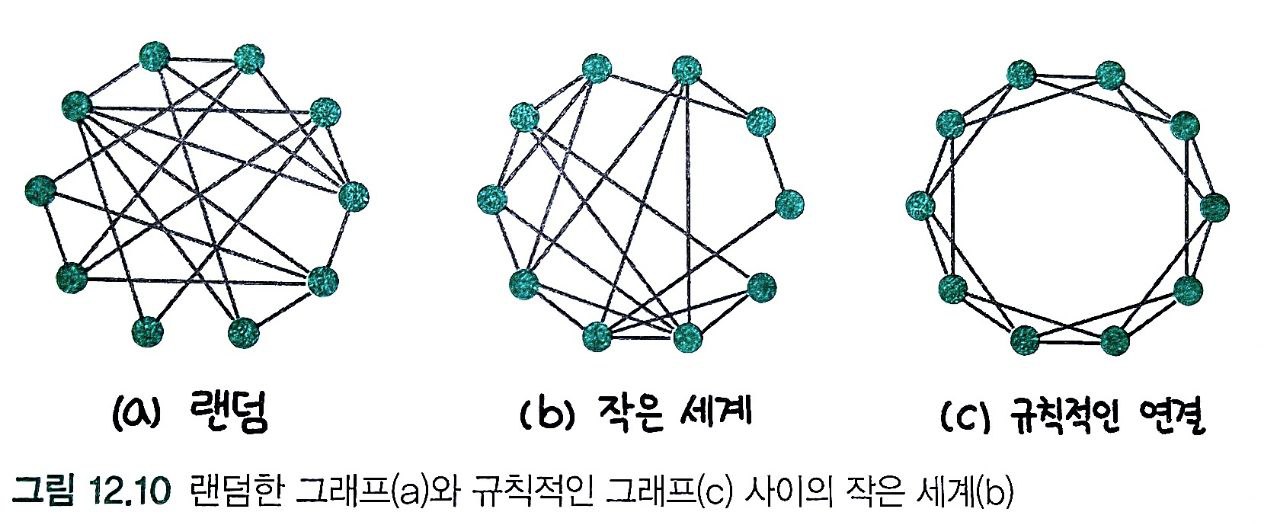 (a) 랜덤
(b) 작은 세계
(c) 규칙적인 연결
그림 12.10 랜덤한 그래프(a)와 규칙적인 그래프(c) 사이의 작은 세계(b)